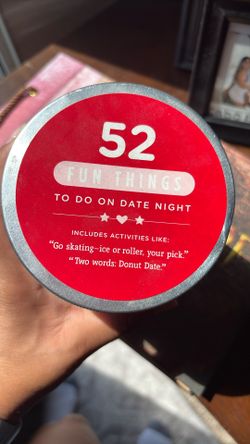 52
FUN THINGS
TO DO ON DATE NIGHT
INCLUDES ACTIVITIES LIKE:
"Go skating–ice or roller, your pick."
"Two words: Donut Date."